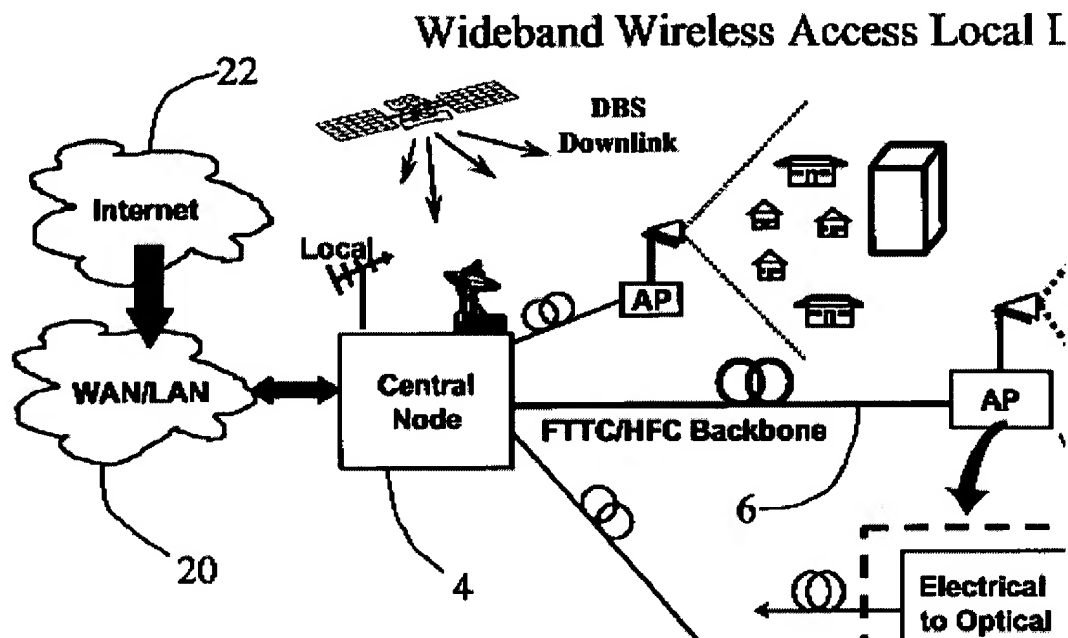 Wideband Wireless Access Local L
22
DBS
Downlink
Internet
Local
AP
WAN/LAN
Central
Node
AP
FTTC/HFC Backbone
6
20
4
Electrical
to Optical